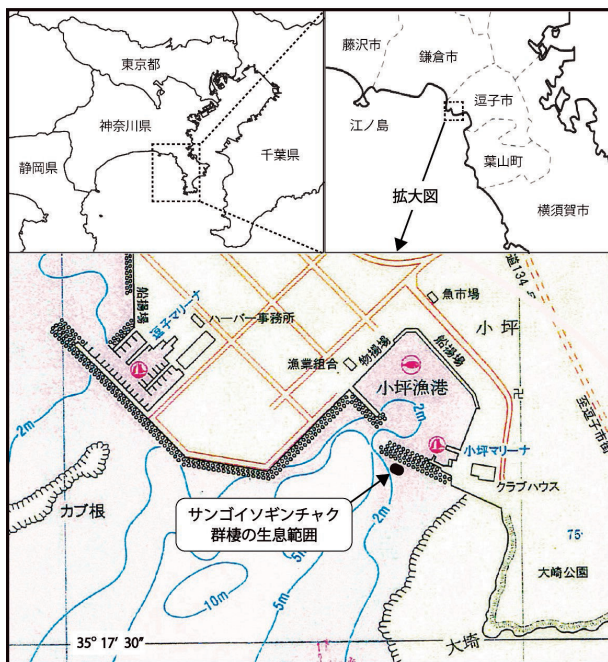 東京都
神奈川県
静岡県
千葉県
藤沢市
鎌倉市
逗子市
江ノ島
葉山町
横須賀市
拡大図
船揚場
逗子マリーナ
ハーバー事務所
漁業組合
物揚場
船揚場
魚市場
小坪
小坪漁港
小坪マリーナ
クラブハウス
至逗子市街
2m
5m
2m
2m
5m
10m
5m
カブ根
サンゴイソギンチャク
群棲の生息範囲
75
大崎公園
大埼
35° 17′ 30″